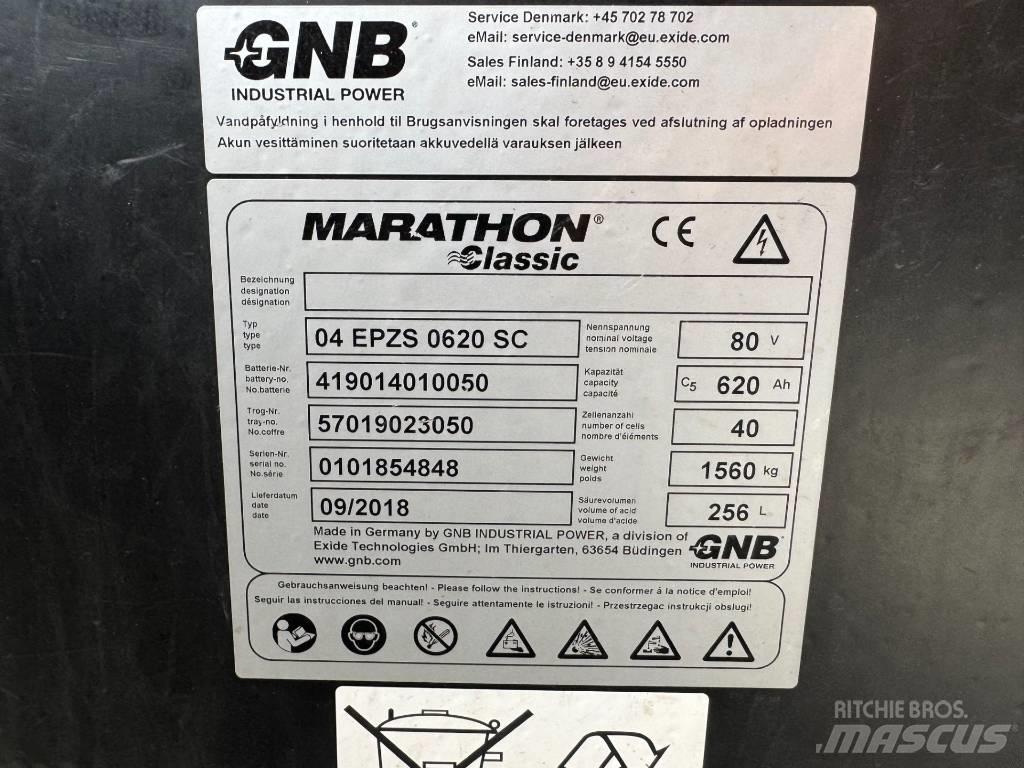 GNB®
INDUSTRIAL POWER
Service Denmark: +45 702 78 702
eMail: service-denmark@eu.exide.com
Sales Finland: +35 8 9 4154 5550
eMail: sales-finland@eu.exide.com
Vandpåfyldning i henhold til Brugsanvisningen skal foretages ved afslutning af opladningen
Akun vesittäminen suoritetaan akkuvedellä varauksen jälkeen
MARATHON®
Classic
CE
Bezeichnung
designation
désignation
Typ
type
type
04 EPZS 0620 SC
Nennspannung
nominal voltage
tension nominale
80 V
Batterie-Nr.
battery-no.
No.batterie
419014010050
Kapazität
capacity
capacité
C5 620 Ah
Trog-Nr.
tray-no.
No.coffre
57019023050
Zellenanzahl
number of cells
nombre d'éléments
40
Serien-Nr.
serial no.
No.série
0101854848
Gewicht
weight
poids
1560 kg
Lieferdatum
date
date
09/2018
Säurevolumen
volume of acid
volume d'acide
256 L
Made in Germany by GNB INDUSTRIAL POWER, a division of
Exide Technologies GmbH; Im Thiergarten, 63654 Büdingen
www.gnb.com
GNB®
INDUSTRIAL POWER
Gebrauchsanweisung beachten! - Please follow the instructions! - Se conformer à la notice d'emploi!
Seguir las instrucciones del manual! - Seguire attentamente le istruzioni! - Przestrzegac instrukcji obslugi!
RITCHIE BROS.
MASCUS